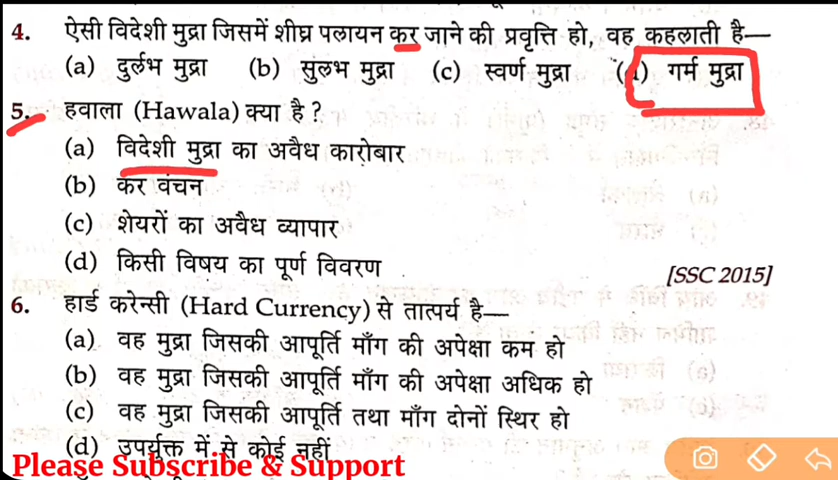 4. ऐसी विदेशी मुद्रा जिसमें शीघ्र पलायन कर जाने की प्रवृत्ति हो, वह कहलाती है—
(a) दुर्लभ मुद्रा (b) सुलभ मुद्रा (c) स्वर्ण मुद्रा (d) गर्म मुद्रा
5. हवाला (Hawala) क्या है ?
(a) विदेशी मुद्रा का अवैध कारोबार
(b) कर वंचन
(c) शेयरों का अवैध व्यापार
(d) किसी विषय का पूर्ण विवरण [SSC 2015]
6. हार्ड करेन्सी (Hard Currency) से तात्पर्य है—
(a) वह मुद्रा जिसकी आपूर्ति माँग की अपेक्षा कम हो
(b) वह मुद्रा जिसकी आपूर्ति माँग की अपेक्षा अधिक हो
(c) वह मुद्रा जिसकी आपूर्ति तथा माँग दोनों स्थिर हो
(d) उपर्युक्त में से कोई नहीं
Please Subscribe & Support